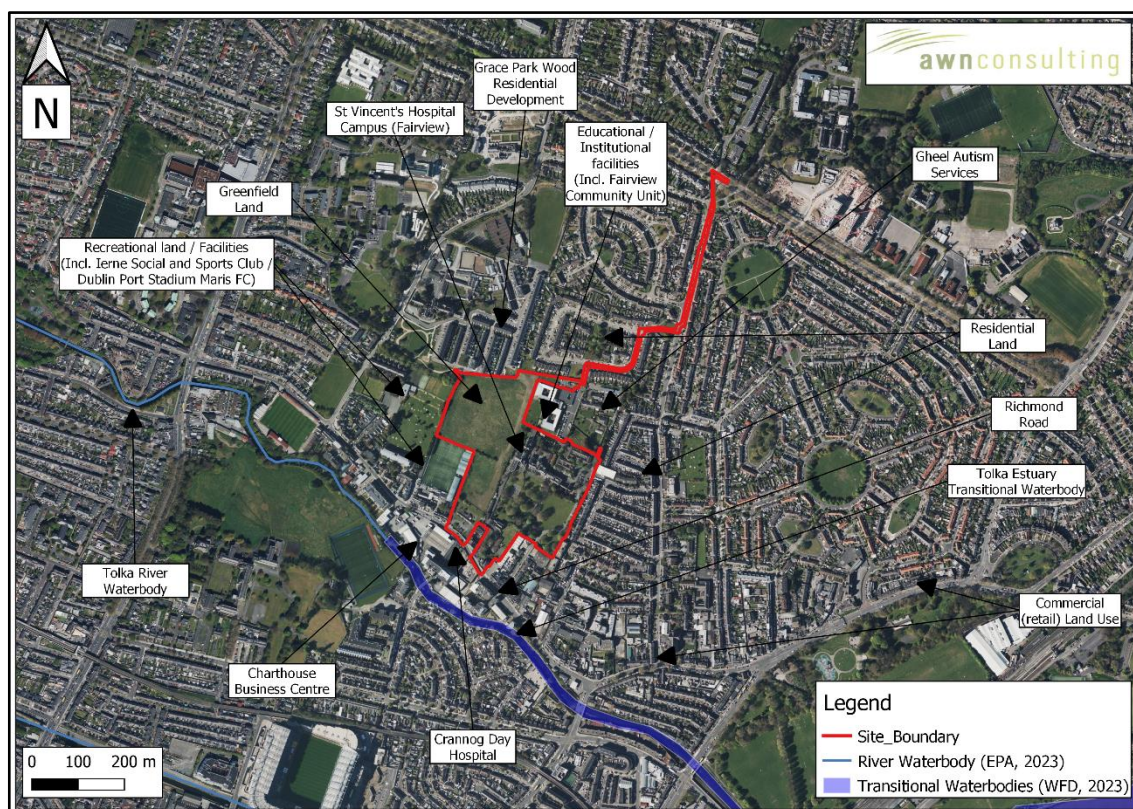 awnconsulting
N
Grace Park Wood
Residential
Development
St Vincent's Hospital
Campus (Fairview)
Educational /
Institutional
facilities
(Incl. Fairview
Community Unit)
Gheel Autism
Services
Greenfield
Land
Recreational land / Facilities
(Incl. Ierne Social and Sports Club /
Dublin Port Stadium Maris FC)
Residential
Land
Richmond
Road
Tolka Estuary
Transitional Waterbody
Tolka River
Waterbody
Commercial
(retail) Land Use
Charthouse
Business Centre
Crannog Day
Hospital
0 100 200 m
Legend
Site_Boundary
River Waterbody (EPA, 2023)
Transitional Waterbodies (WFD, 2023)